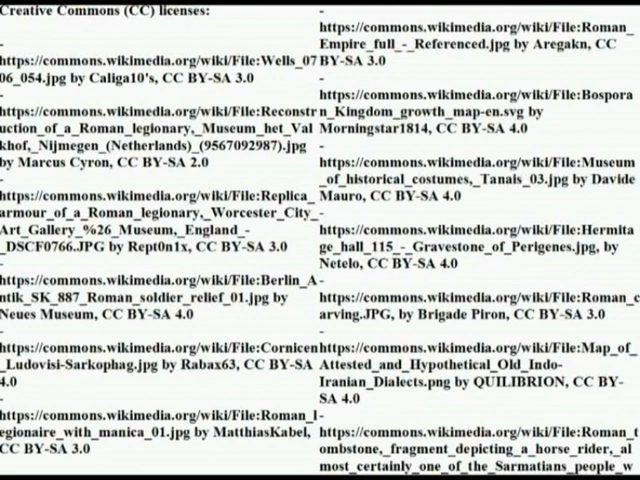 Creative Commons (CC) licenses:
-
https://commons.wikimedia.org/wiki/File:Wells_07
06_054.jpg by Caliga10's, CC BY-SA 3.0
-
https://commons.wikimedia.org/wiki/File:Reconstr
uction_of_a_Roman_legionary,_Museum_het_Val
khof,_Nijmegen_(Netherlands)_(9567092987).jpg
by Marcus Cyron, CC BY-SA 2.0
-
https://commons.wikimedia.org/wiki/File:Replica_
armour_of_a_Roman_legionary,_Worcester_City_
Art_Gallery_%26_Museum,_England_-
_DSCF0766.JPG by Rept0n1x, CC BY-SA 3.0
-
https://commons.wikimedia.org/wiki/File:Berlin_A
ntik_SK_887_Roman_soldier_relief_01.jpg by
Neues Museum, CC BY-SA 4.0
-
https://commons.wikimedia.org/wiki/File:Cornicen
_Ludovisi-Sarkophag.jpg by Rabax63, CC BY-SA
4.0
-
https://commons.wikimedia.org/wiki/File:Roman_l
egionaire_with_manica_01.jpg by MatthiasKabel,
CC BY-SA 3.0
-
https://commons.wikimedia.org/wiki/File:Roman_
Empire_full_-_Referenced.jpg by Aregakn, CC
BY-SA 3.0
-
https://commons.wikimedia.org/wiki/File:Bospora
n_Kingdom_growth_map-en.svg by
Morningstar1814, CC BY-SA 4.0
-
https://commons.wikimedia.org/wiki/File:Museum
_of_historical_costumes,_Tanais_03.jpg by Davide
Mauro, CC BY-SA 4.0
-
https://commons.wikimedia.org/wiki/File:Hermita
ge_hall_115_-_Gravestone_of_Perigenes.jpg, by
Netelo, CC BY-SA 4.0
-
https://commons.wikimedia.org/wiki/File:Roman_c
arving.JPG, by Brigade Piron, CC BY-SA 3.0
-
https://commons.wikimedia.org/wiki/File:Map_of_
Attested_and_Hypothetical_Old_Indo-
Iranian_Dialects.png by QUILIBRION, CC BY-
SA 4.0
-
https://commons.wikimedia.org/wiki/File:Roman_t
ombstone,_fragment_depicting_a_horse_rider,_al
most_certainly_one_of_the_Sarmatians_people_w